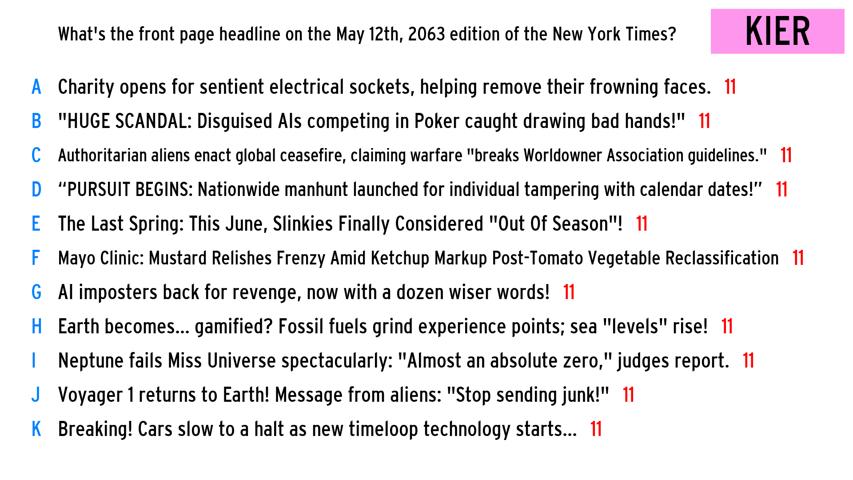 What's the front page headline on the May 12th, 2063 edition of the New York Times?
KIER
A Charity opens for sentient electrical sockets, helping remove their frowning faces. 11
B "HUGE SCANDAL: Disguised AIs competing in Poker caught drawing bad hands!" 11
C Authoritarian aliens enact global ceasefire, claiming warfare "breaks Worldowner Association guidelines." 11
D “PURSUIT BEGINS: Nationwide manhunt launched for individual tampering with calendar dates!” 11
E The Last Spring: This June, Slinkies Finally Considered "Out Of Season"! 11
F Mayo Clinic: Mustard Relishes Frenzy Amid Ketchup Markup Post-Tomato Vegetable Reclassification 11
G AI imposters back for revenge, now with a dozen wiser words! 11
H Earth becomes... gamified? Fossil fuels grind experience points; sea "levels" rise! 11
I Neptune fails Miss Universe spectacularly: "Almost an absolute zero," judges report. 11
J Voyager 1 returns to Earth! Message from aliens: "Stop sending junk!" 11
K Breaking! Cars slow to a halt as new timeloop technology starts... 11